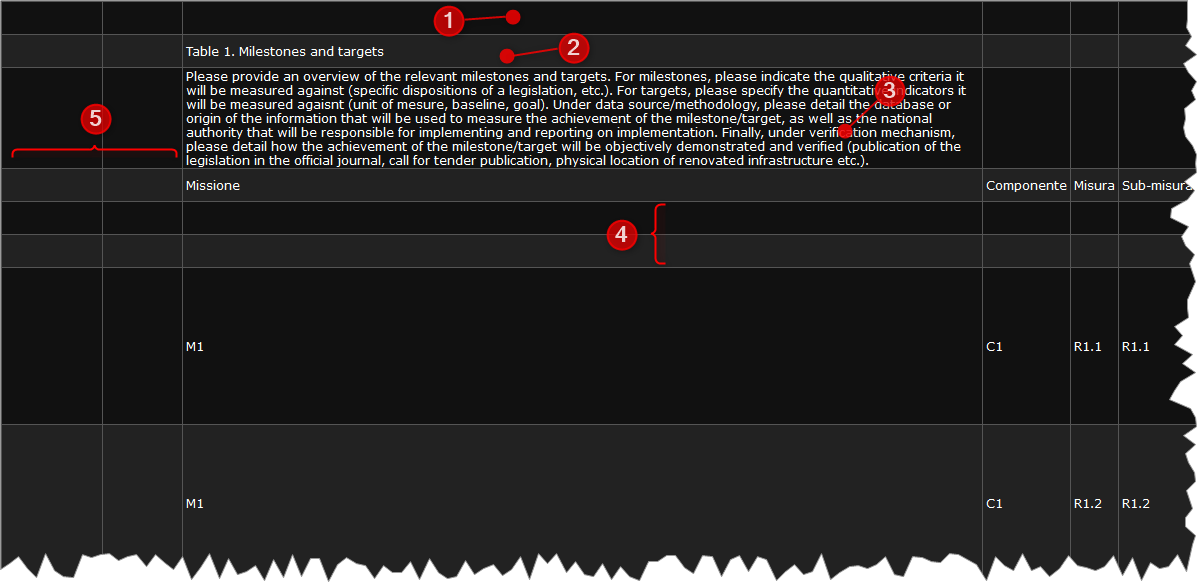 1
Table 1. Milestones and targets
2
Please provide an overview of the relevant milestones and targets. For milestones, please indicate the qualitative criteria it
will be measured against (specific dispositions of a legislation, etc.). For targets, please specify the quantitative indicators it
will be measured agaisnt (unit of mesure, baseline, goal). Under data source/methodology, please detail the database or
origin of the information that will be used to measure the achievement of the milestone/target, as well as the national
authority that will be responsible for implementing and reporting on implementation. Finally, under verification mechanism,
please detail how the achievement of the milestone/target will be objectively demonstrated and verified (publication of the
legislation in the official journal, call for tender publication, physical location of renovated infrastructure etc.).
3
5
Missione Componente Misura Sub-misura
4
M1 C1 R1.1 R1.1
M1 C1 R1.2 R1.2